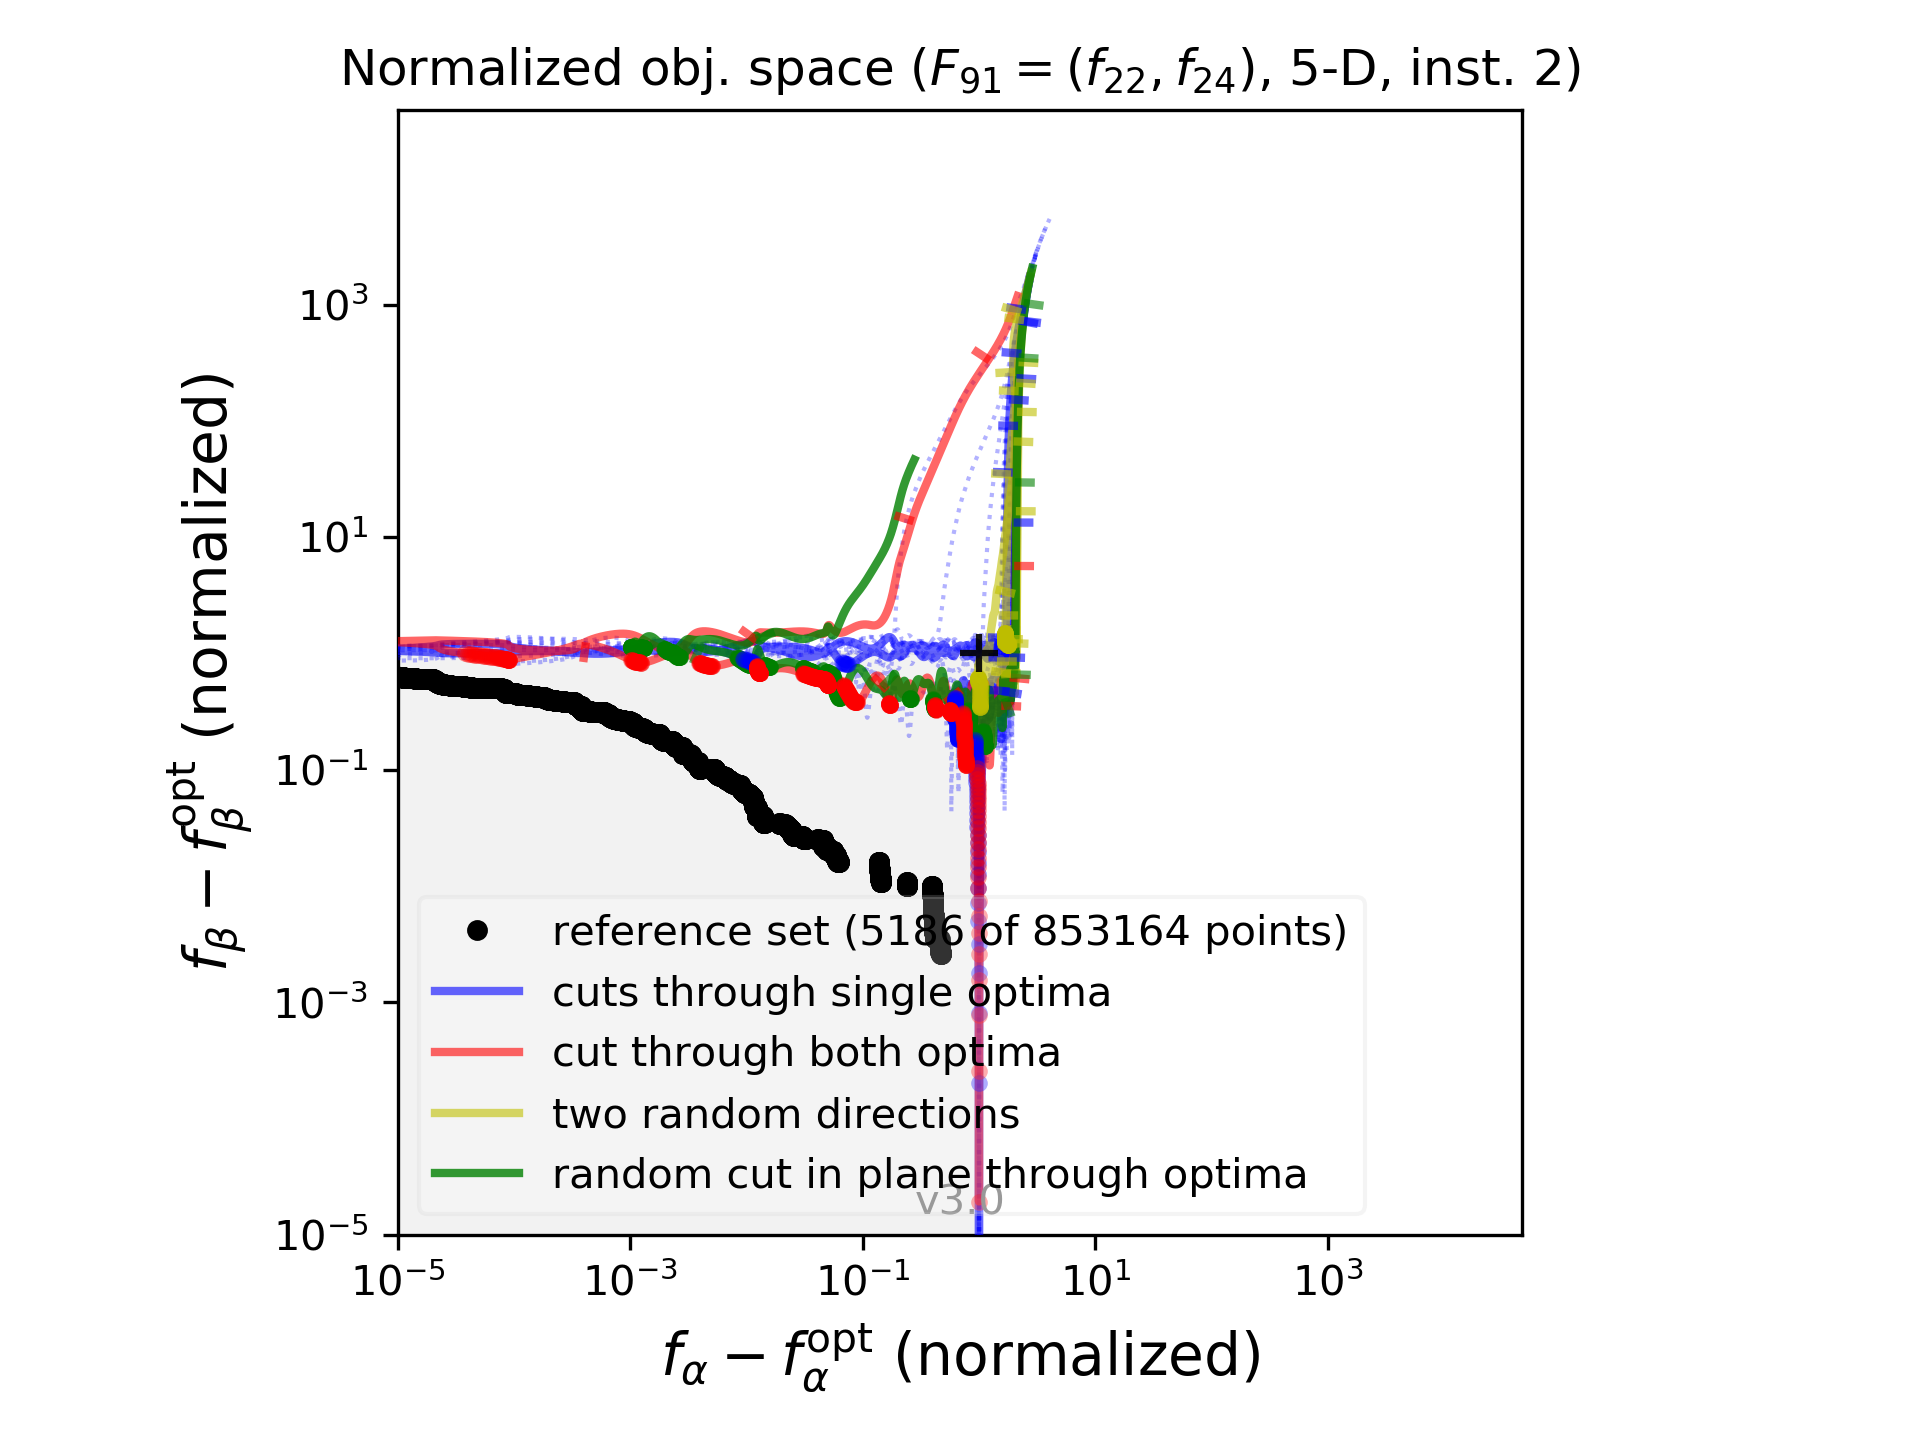 Normalized obj. space (F₉₁ = (f₂₂, f₂₄), 5-D, inst. 2)
f_β − f_β^opt (normalized)
10³
10¹
10⁻¹
10⁻³
10⁻⁵
reference set (5186 of 853164 points)
cuts through single optima
cut through both optima
two random directions
random cut in plane through optima
v3.0
10⁻⁵ 10⁻³ 10⁻¹ 10¹ 10³
f_α − f_α^opt (normalized)